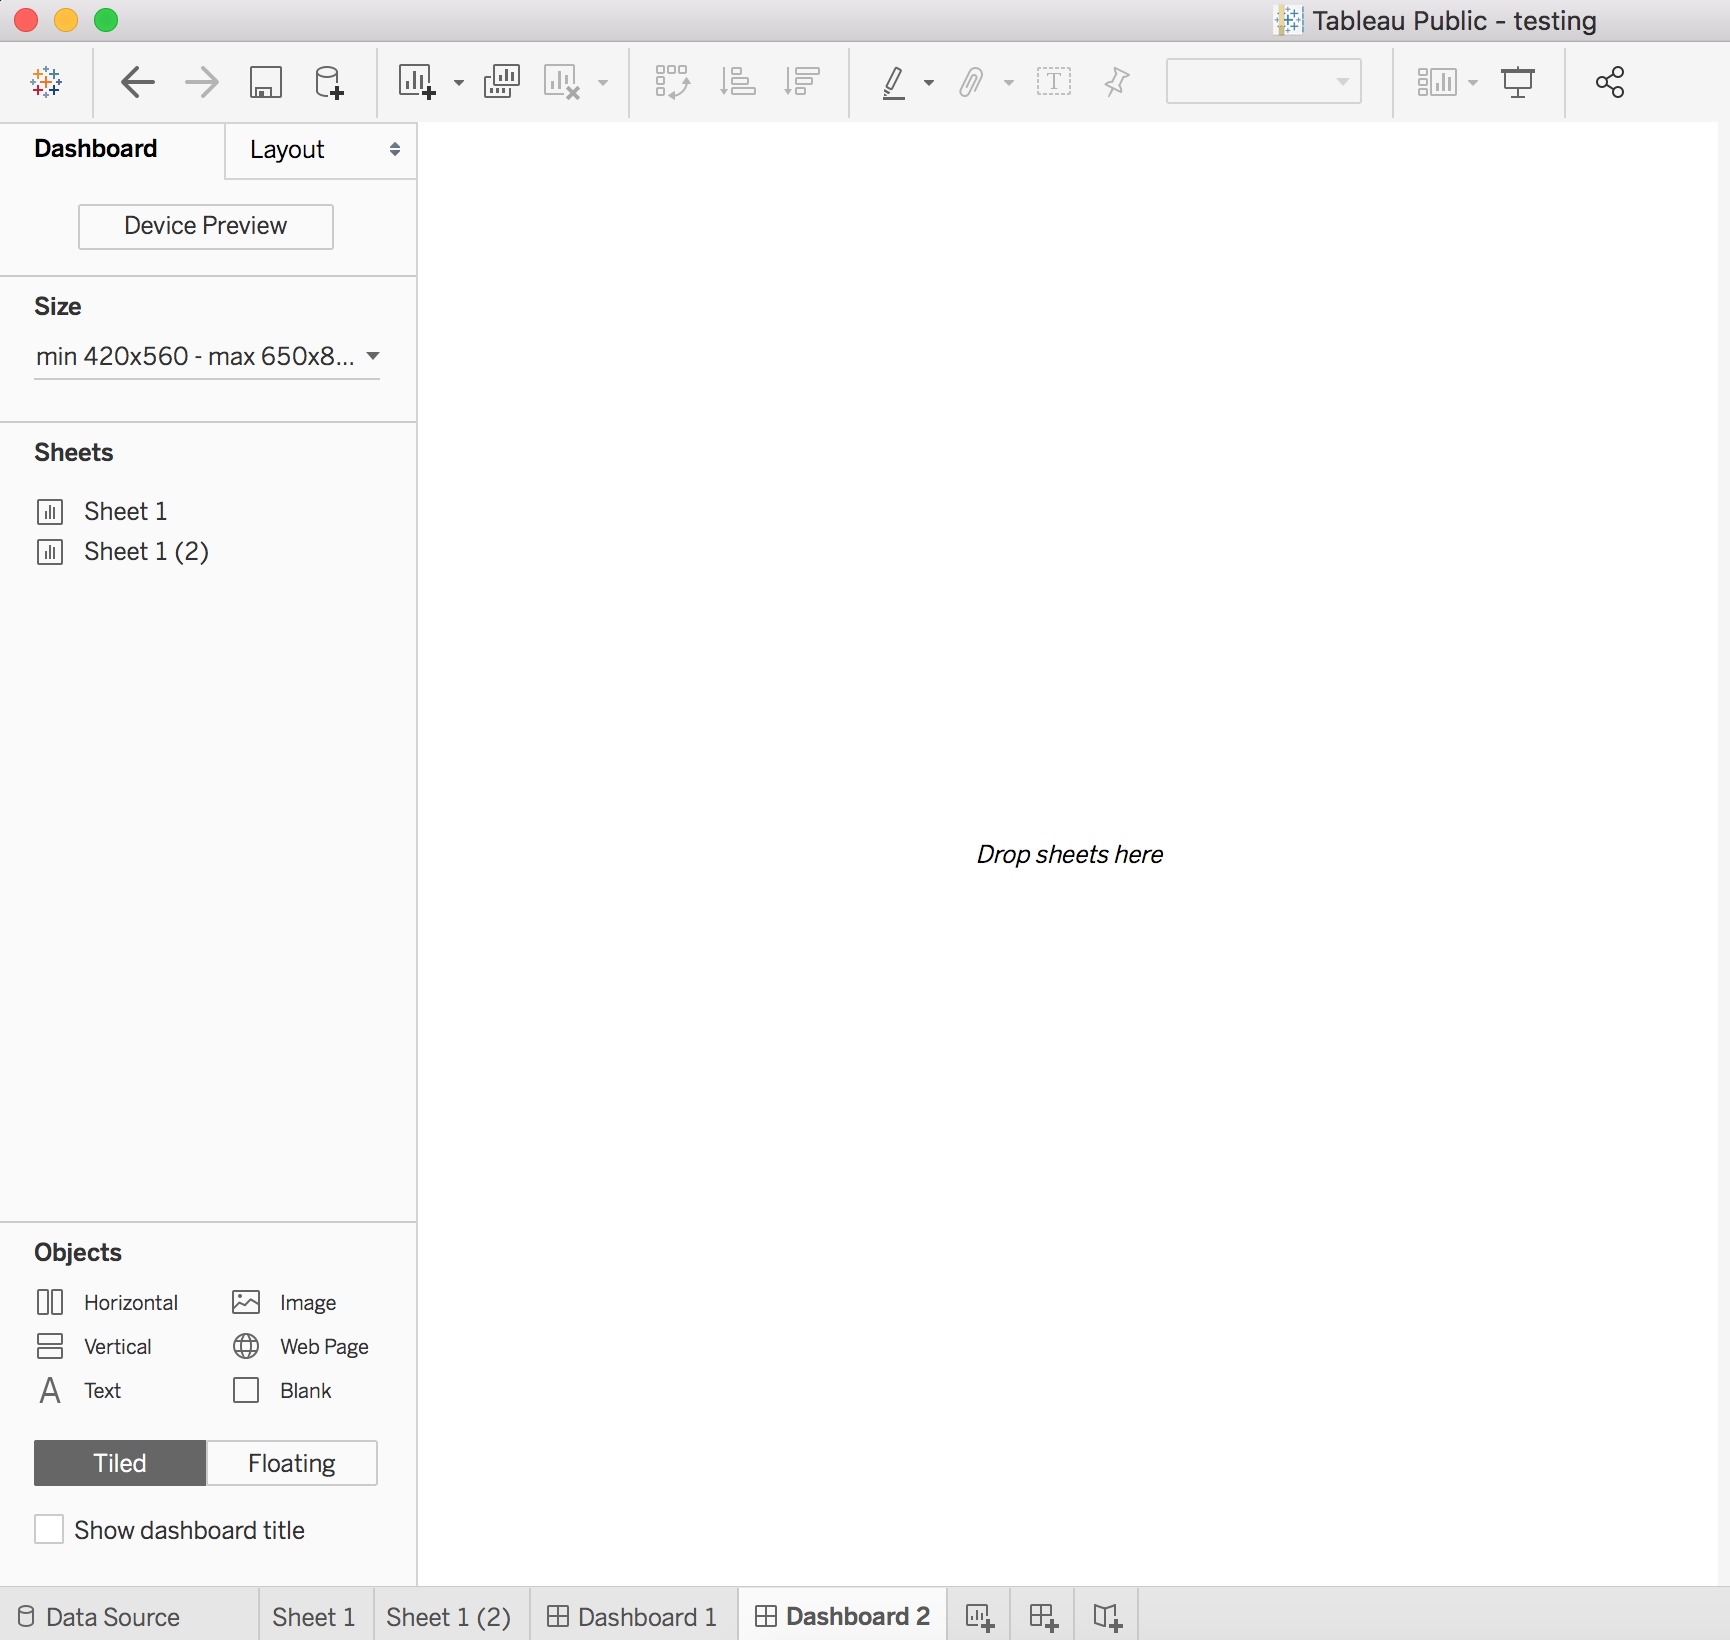 Tableau Public - testing
Dashboard
Layout
Device Preview
Size
min 420x560 - max 650x8...
Sheets
Sheet 1
Sheet 1 (2)
Drop sheets here
Objects
Horizontal Image
Vertical Web Page
Text Blank
Tiled Floating
Show dashboard title
Data Source Sheet 1 Sheet 1 (2) Dashboard 1 Dashboard 2